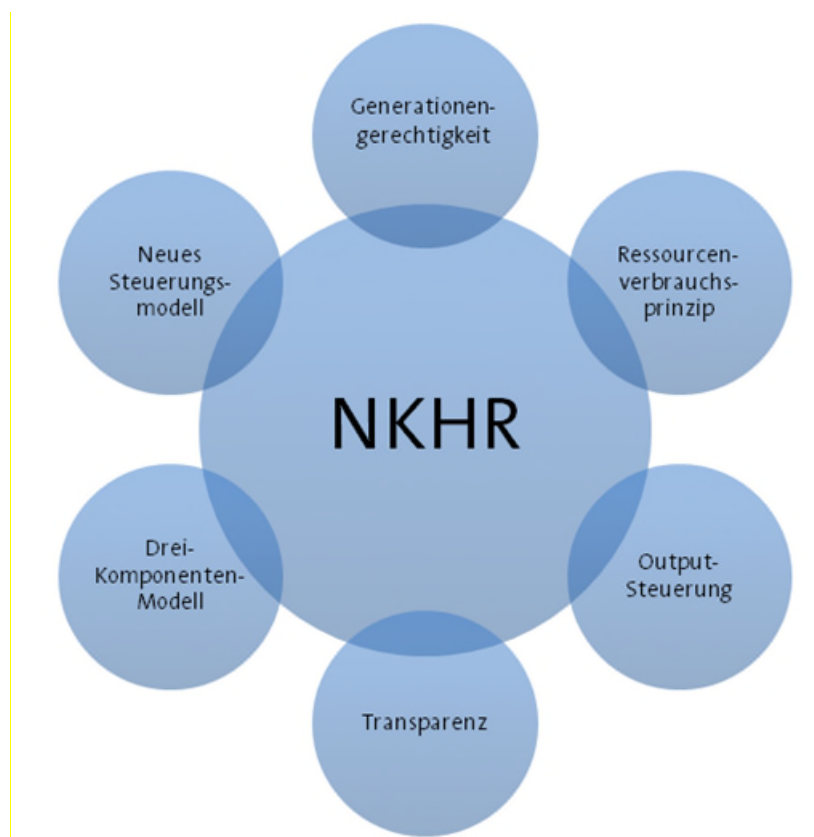 Generationen-
gerechtigkeit
Neues
Steuerungs-
modell
Ressourcen-
verbrauchs-
prinzip
NKHR
Drei-
Komponenten-
Modell
Output-
Steuerung
Transparenz